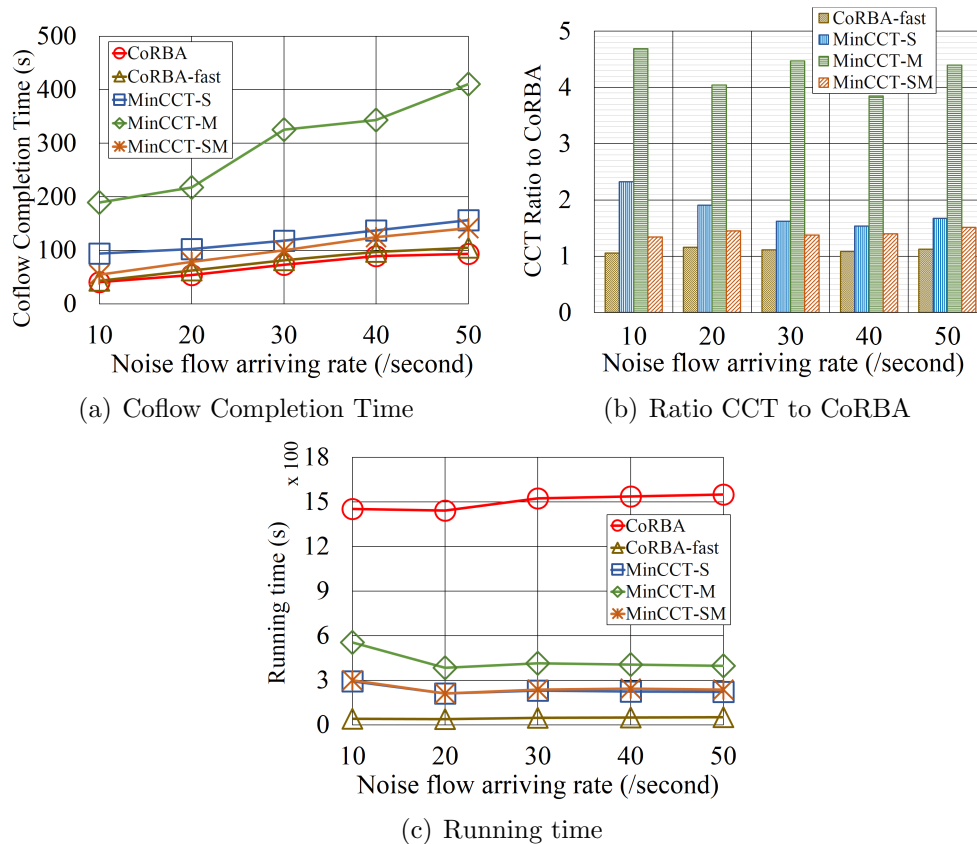 500
400
300
200
100
0
Coflow Completion Time (s)
CoRBA
CoRBA-fast
MinCCT-S
MinCCT-M
MinCCT-SM
10 20 30 40 50
Noise flow arriving rate (/second)
(a) Coflow Completion Time
5
4
3
2
1
0
CCT Ratio to CoRBA
CoRBA-fast
MinCCT-S
MinCCT-M
MinCCT-SM
10 20 30 40 50
Noise flow arriving rate (/second)
(b) Ratio CCT to CoRBA
x 100
18
15
12
9
6
3
0
Running time (s)
CoRBA
CoRBA-fast
MinCCT-S
MinCCT-M
MinCCT-SM
10 20 30 40 50
Noise flow arriving rate (/second)
(c) Running time